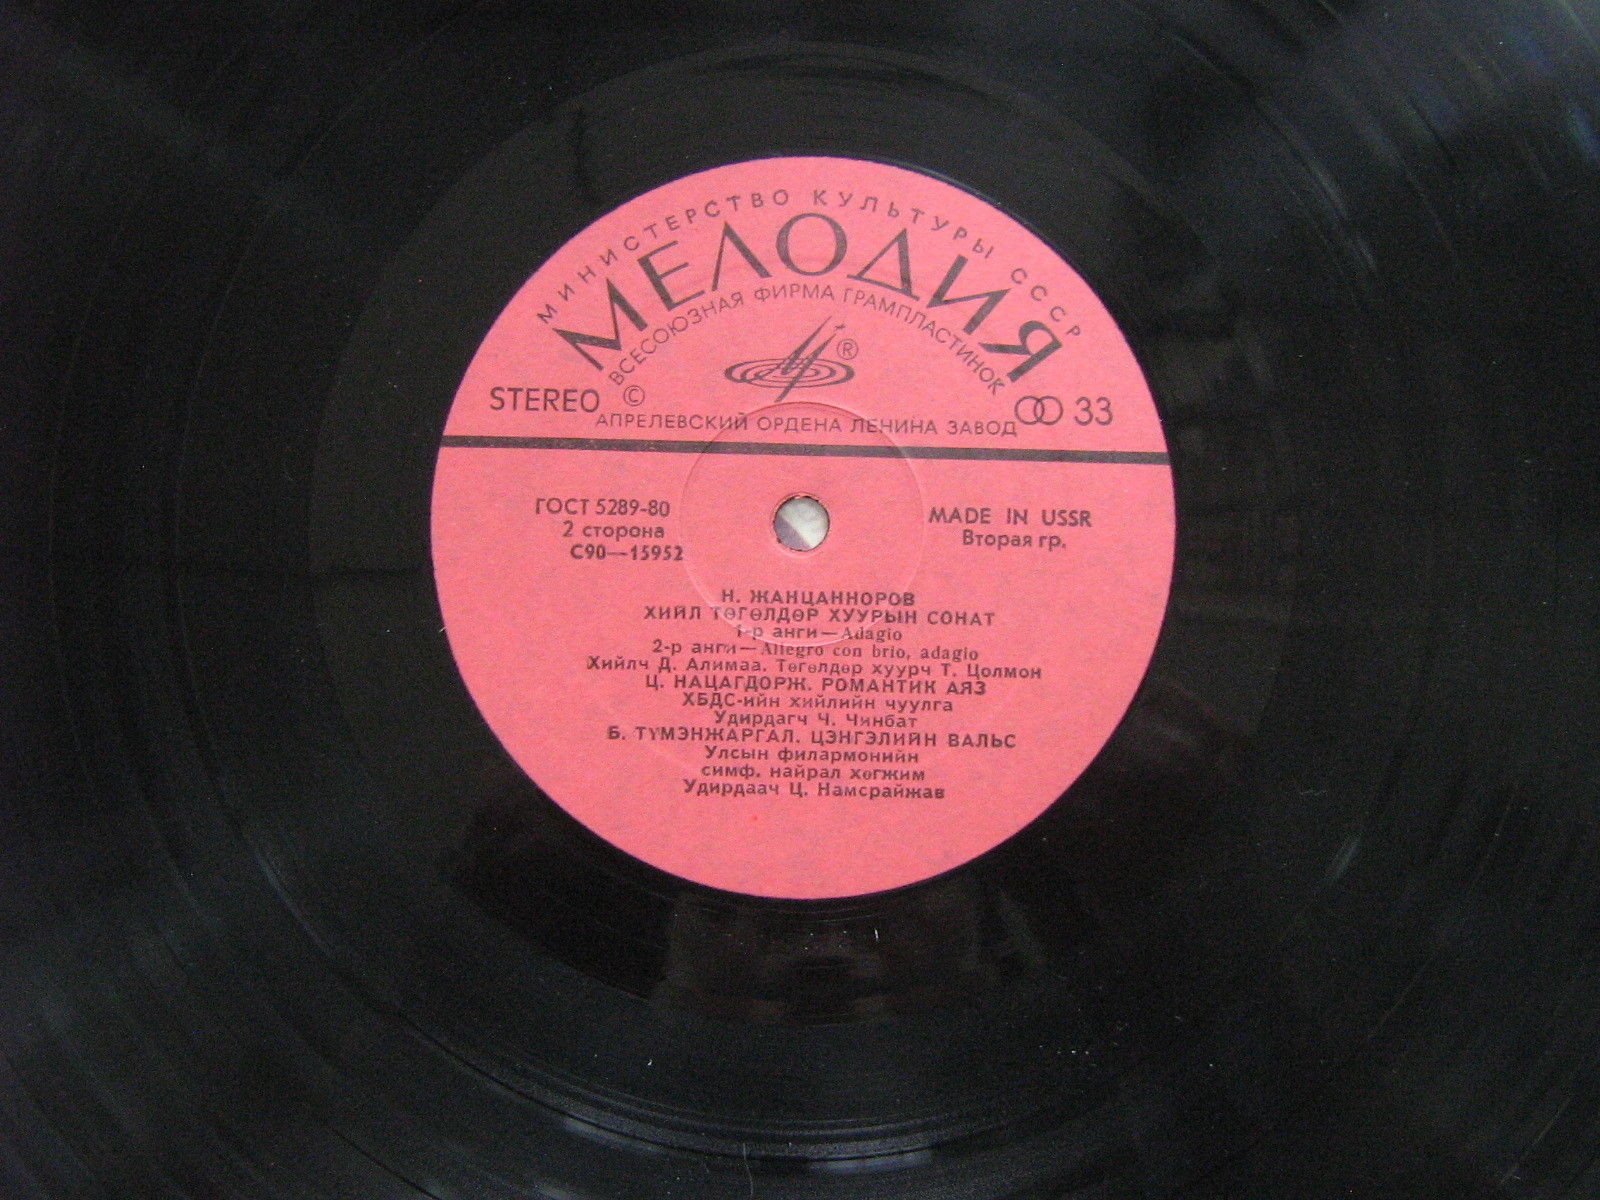 МИНИСТЕРСТВО КУЛЬТУРЫ СССР
МЕЛОДИЯ
ВСЕСОЮЗНАЯ ФИРМА ГРАМПЛАСТИНОК
®
STEREO ©
33
АПРЕЛЕВСКИЙ ОРДЕНА ЛЕНИНА ЗАВОД
ГОСТ 5289-80
2 сторона
С90—15952
MADE IN USSR
Вторая гр.
Н. ЖАНЦАННОРОВ
ХИЙЛ ТӨГӨЛДӨР ХУУРЫН СОНАТ
1-р анги—Adagio
2-р анги—Allegro con brio, adagio
Хийлч Д. Алимаа. Төгөлдөр хуурч Т. Цолмон
Ц. НАЦАГДОРЖ. РОМАНТИК АЯЗ
ХБДС-ийн хийлийн чуулга
Удирдагч Ч. Чинбат
Б. ТҮМЭНЖАРГАЛ. ЦЭНГЭЛИЙН ВАЛЬС
Улсын филармонийн
симф. найрал хөгжим
Удирдаач Ц. Намсрайжав